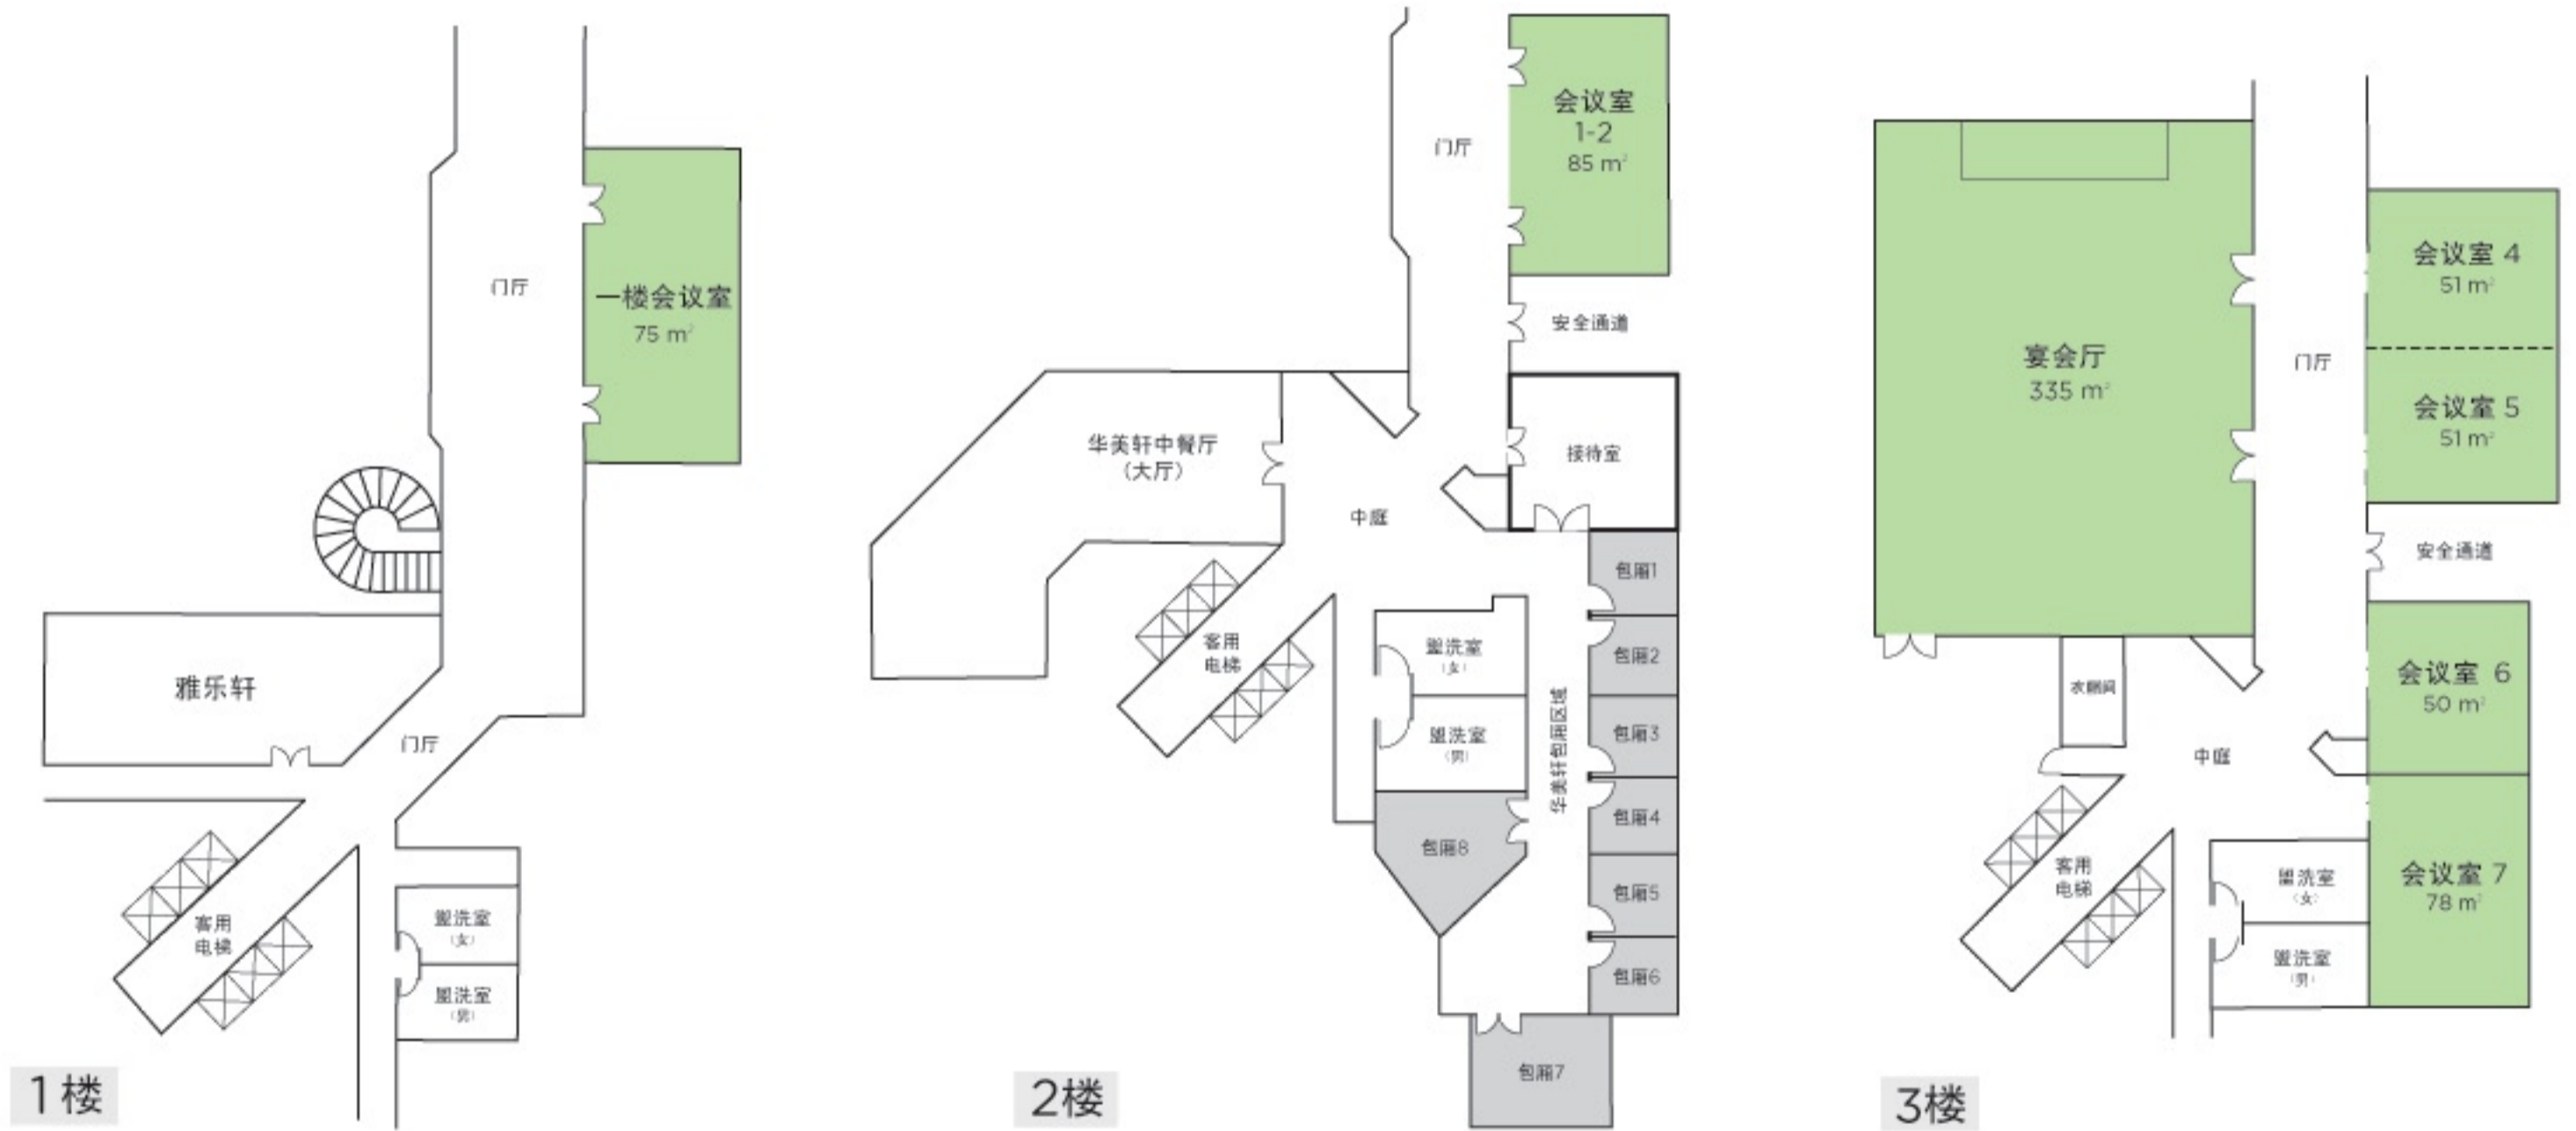 门厅
一楼会议室
75 m²
雅乐轩
门厅
客用
电梯
盥洗室
(女)
盥洗室
(男)
1楼
会议室
1-2
85 m²
门厅
安全通道
华美轩中餐厅
(大厅)
接待室
中庭
包厢1
客用
电梯
盥洗室
(女)
包厢2
盥洗室
(男)
华美轩包厢区域
包厢3
包厢4
包厢8
包厢5
包厢6
包厢7
2楼
会议室 4
51 m²
宴会厅
335 m²
门厅
会议室 5
51 m²
安全通道
会议室 6
50 m²
衣帽间
中庭
客用
电梯
盥洗室
(女)
会议室 7
78 m²
盥洗室
(男)
3楼